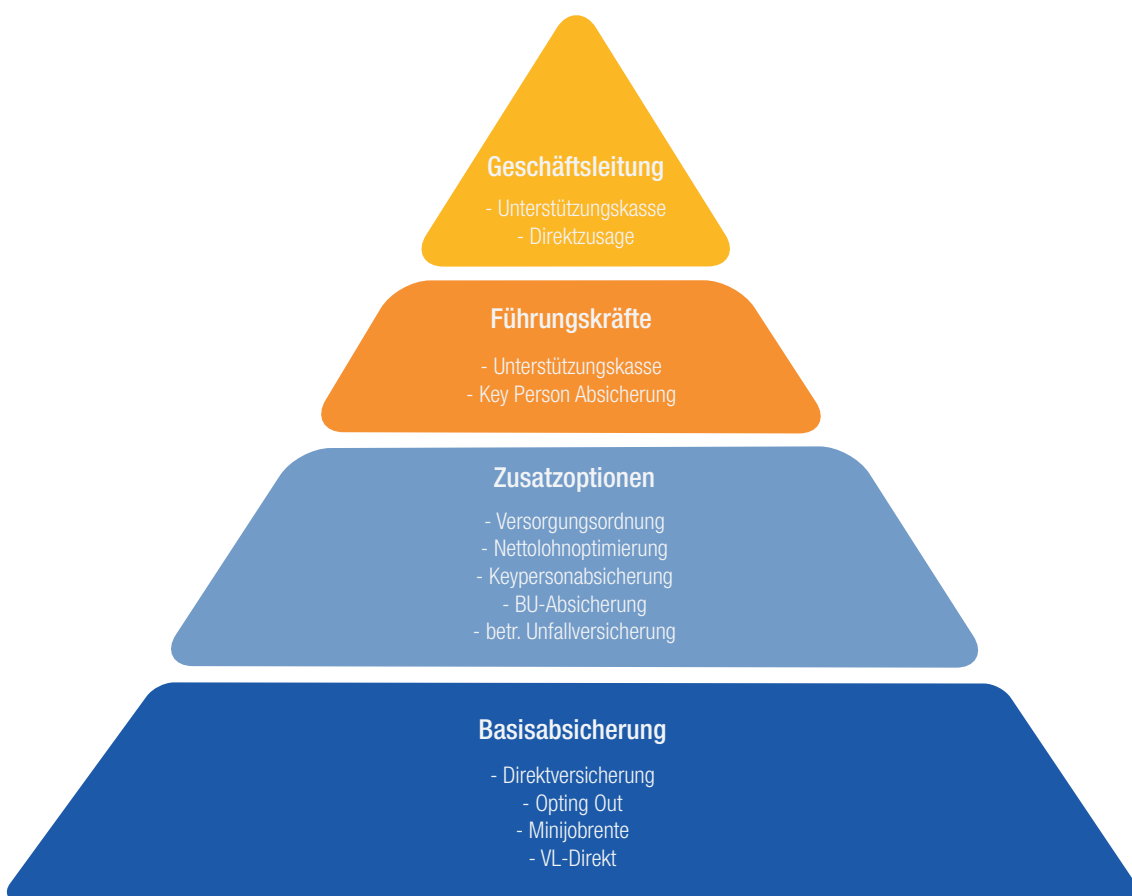 Geschäftsleitung
- Unterstützungskasse
- Direktzusage
Führungskräfte
- Unterstützungskasse
- Key Person Absicherung
Zusatzoptionen
- Versorgungsordnung
- Nettolohnoptimierung
- Keypersonabsicherung
- BU-Absicherung
- betr. Unfallversicherung
Basisabsicherung
- Direktversicherung
- Opting Out
- Minijobrente
- VL-Direkt